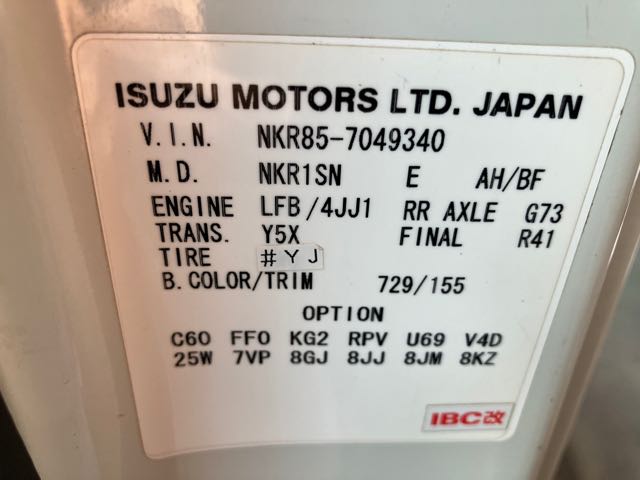 ISUZU MOTORS LTD. JAPAN
V.I.N. NKR85-7049340
M.D. NKR1SN E AH/BF
ENGINE LFB/4JJ1 RR AXLE G73
TRANS. Y5X FINAL R41
TIRE #YJ
B.COLOR/TRIM 729/155
OPTION
C60 FF0 KG2 RPV U69 V4D
25W 7VP 8GJ 8JJ 8JM 8KZ
IBC改